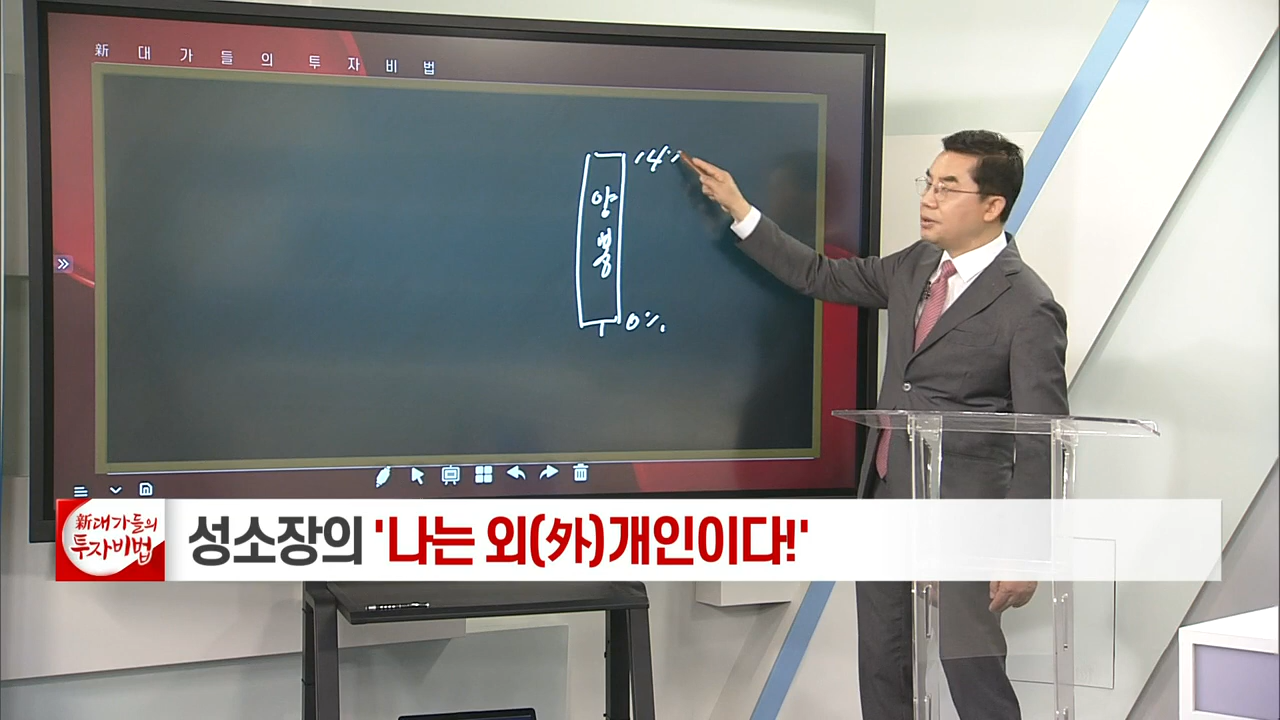 新 대 가 들 의 투 자 비 법
14%
양
봉
0%
新대가들의
투자비법
성소장의 '나는 외(外)개인이다!'